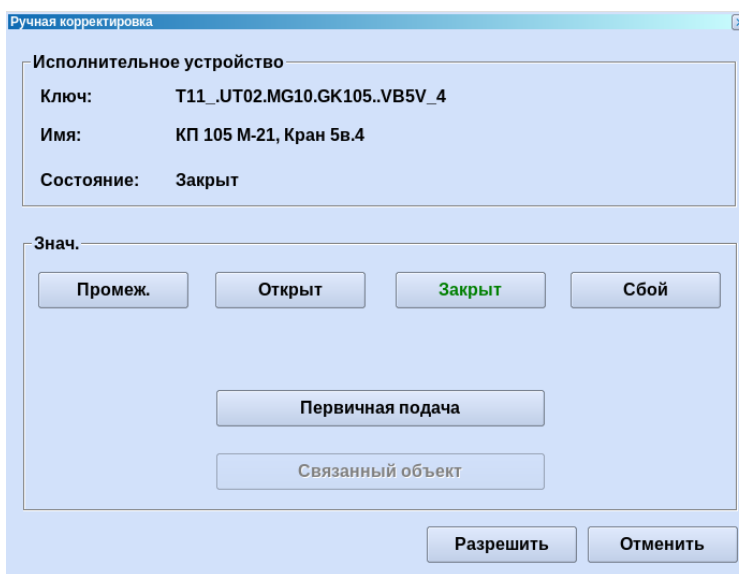 Ручная корректировка
Исполнительное устройство
Ключ: T11_.UT02.MG10.GK105..VB5V_4
Имя: КП 105 М-21, Кран 5в.4
Состояние: Закрыт
Знач.
Промеж. Открыт Закрыт Сбой
Первичная подача
Связанный объект
Разрешить Отменить